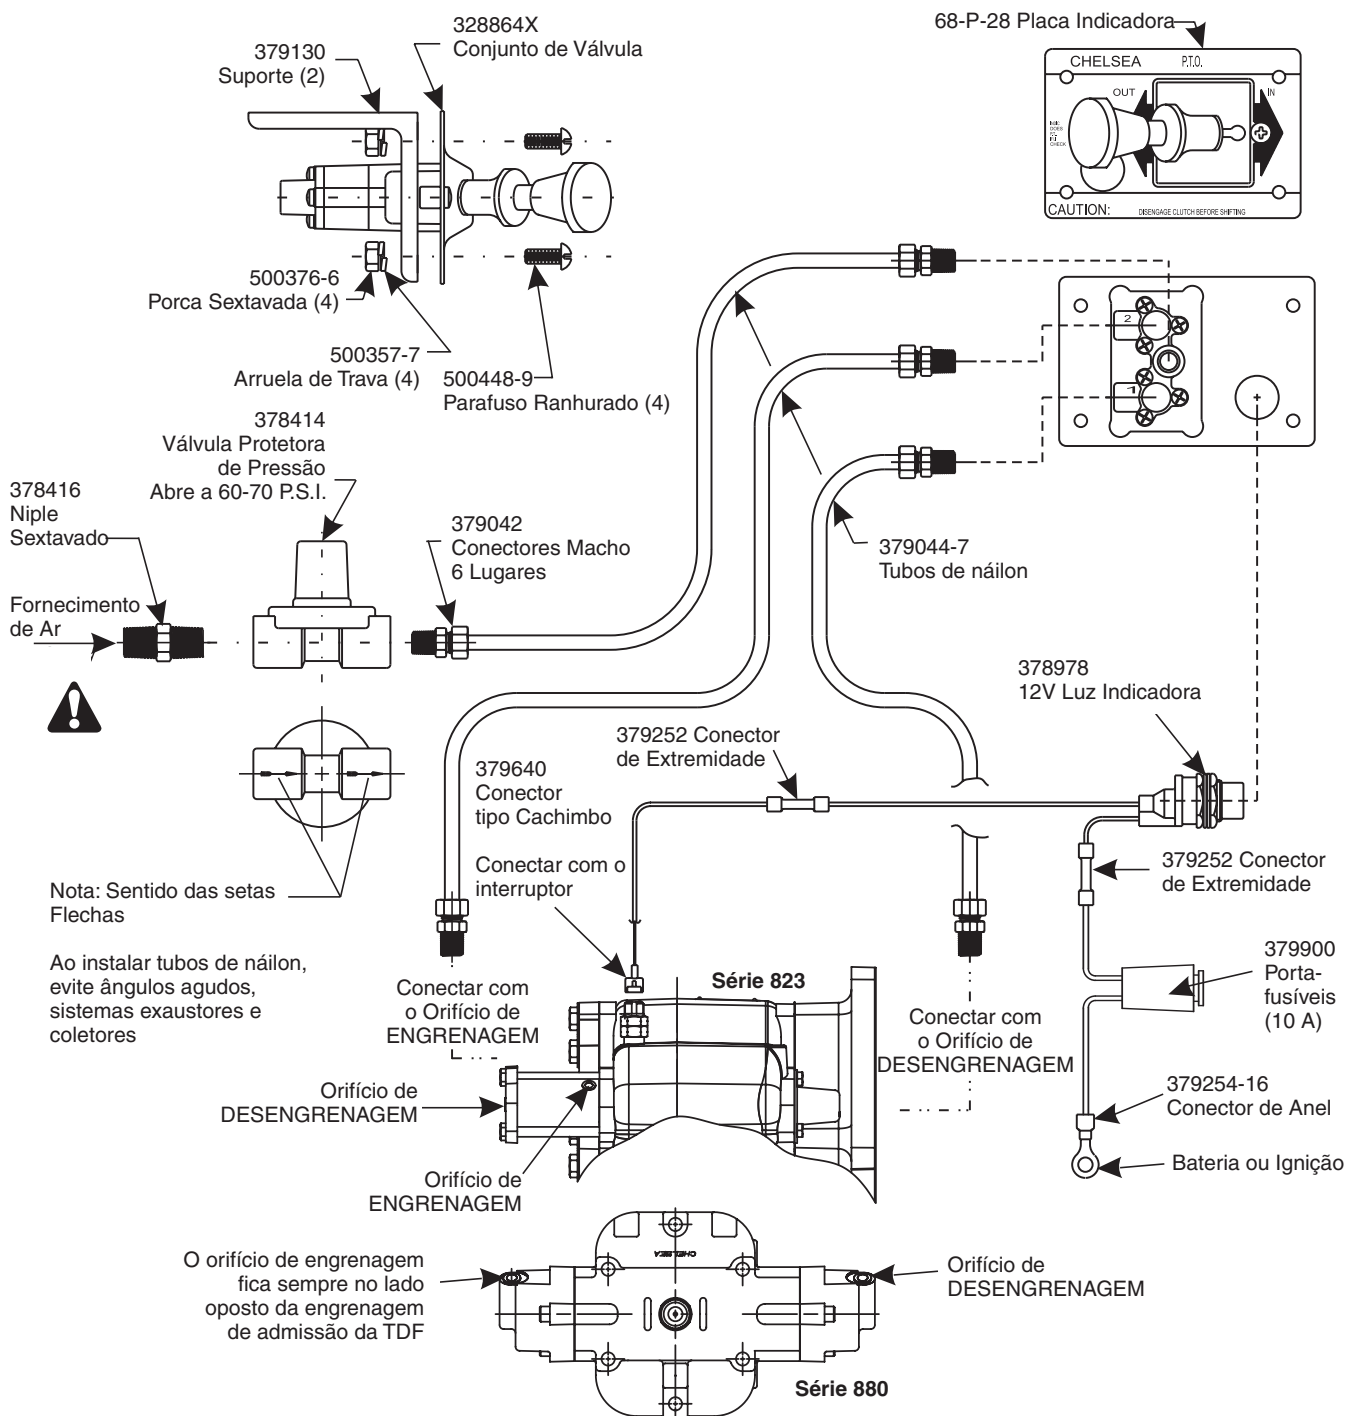 328864X
Conjunto de Válvula
379130
Suporte (2)
68-P-28 Placa Indicadora
CHELSEA P.T.O.
OUT
IN
DOES
CHECK
CAUTION: DISENGAGE CLUTCH BEFORE SHIFTING
500376-6
Porca Sextavada (4)
500357-7
Arruela de Trava (4)
500448-9
Parafuso Ranhurado (4)
2
1
378414
Válvula Protetora
de Pressão
Abre a 60-70 P.S.I.
378416
Niple
Sextavado
379042
Conectores Macho
6 Lugares
379044-7
Tubos de náilon
Fornecimento
de Ar
378978
12V Luz Indicadora
379252 Conector
de Extremidade
379640
Conector
tipo Cachimbo
Conectar com o
interruptor
379252 Conector
de Extremidade
Nota: Sentido das setas
Flechas
Ao instalar tubos de náilon,
evite ângulos agudos,
sistemas exaustores e
coletores
379900
Porta-
fusíveis
(10 A)
Conectar com
o Orifício de
ENGRENAGEM
Série 823
Conectar com
o Orifício de
DESENGRENAGEM
Orifício de
DESENGRENAGEM
379254-16
Conector de Anel
Bateria ou Ignição
Orifício de
ENGRENAGEM
O orifício de engrenagem
fica sempre no lado
oposto da engrenagem
de admissão da TDF
CHELSEA
Orifício de
DESENGRENAGEM
Série 880